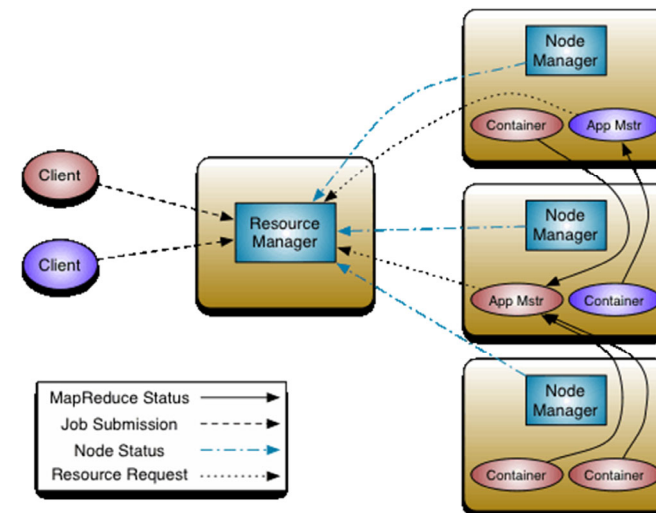 Node
Manager
Container
App Mstr
Client
Client
Resource
Manager
Node
Manager
App Mstr
Container
Node
Manager
Container
Container
MapReduce Status
Job Submission
Node Status
Resource Request